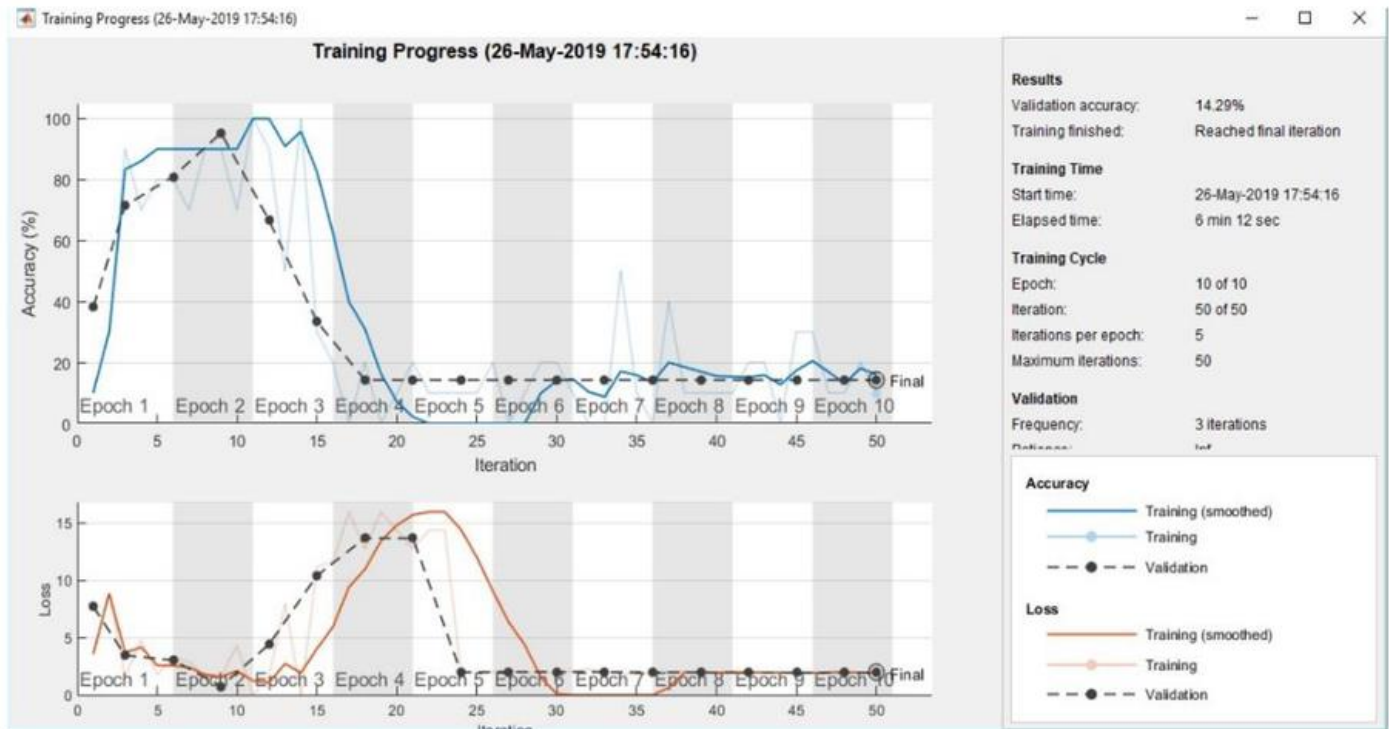 Training Progress (26-May-2019 17:54:16)
Training Progress (26-May-2019 17:54:16)
Accuracy (%)
100
80
60
40
20
0
Epoch 1 Epoch 2 Epoch 3 Epoch 4 Epoch 5 Epoch 6 Epoch 7 Epoch 8 Epoch 9 Epoch 10
Final
0 5 10 15 20 25 30 35 40 45 50
Iteration
Loss
15
10
5
0
Epoch 1 Epoch 2 Epoch 3 Epoch 4 Epoch 5 Epoch 6 Epoch 7 Epoch 8 Epoch 9 Epoch 10
Final
0 5 10 15 20 25 30 35 40 45 50
Iteration
Results
Validation accuracy: 14.29%
Training finished: Reached final iteration
Training Time
Start time: 26-May-2019 17:54:16
Elapsed time: 6 min 12 sec
Training Cycle
Epoch: 10 of 10
Iteration: 50 of 50
Iterations per epoch: 5
Maximum iterations: 50
Validation
Frequency: 3 iterations
Patience: Inf
Accuracy
Training (smoothed)
Training
Validation
Loss
Training (smoothed)
Training
Validation